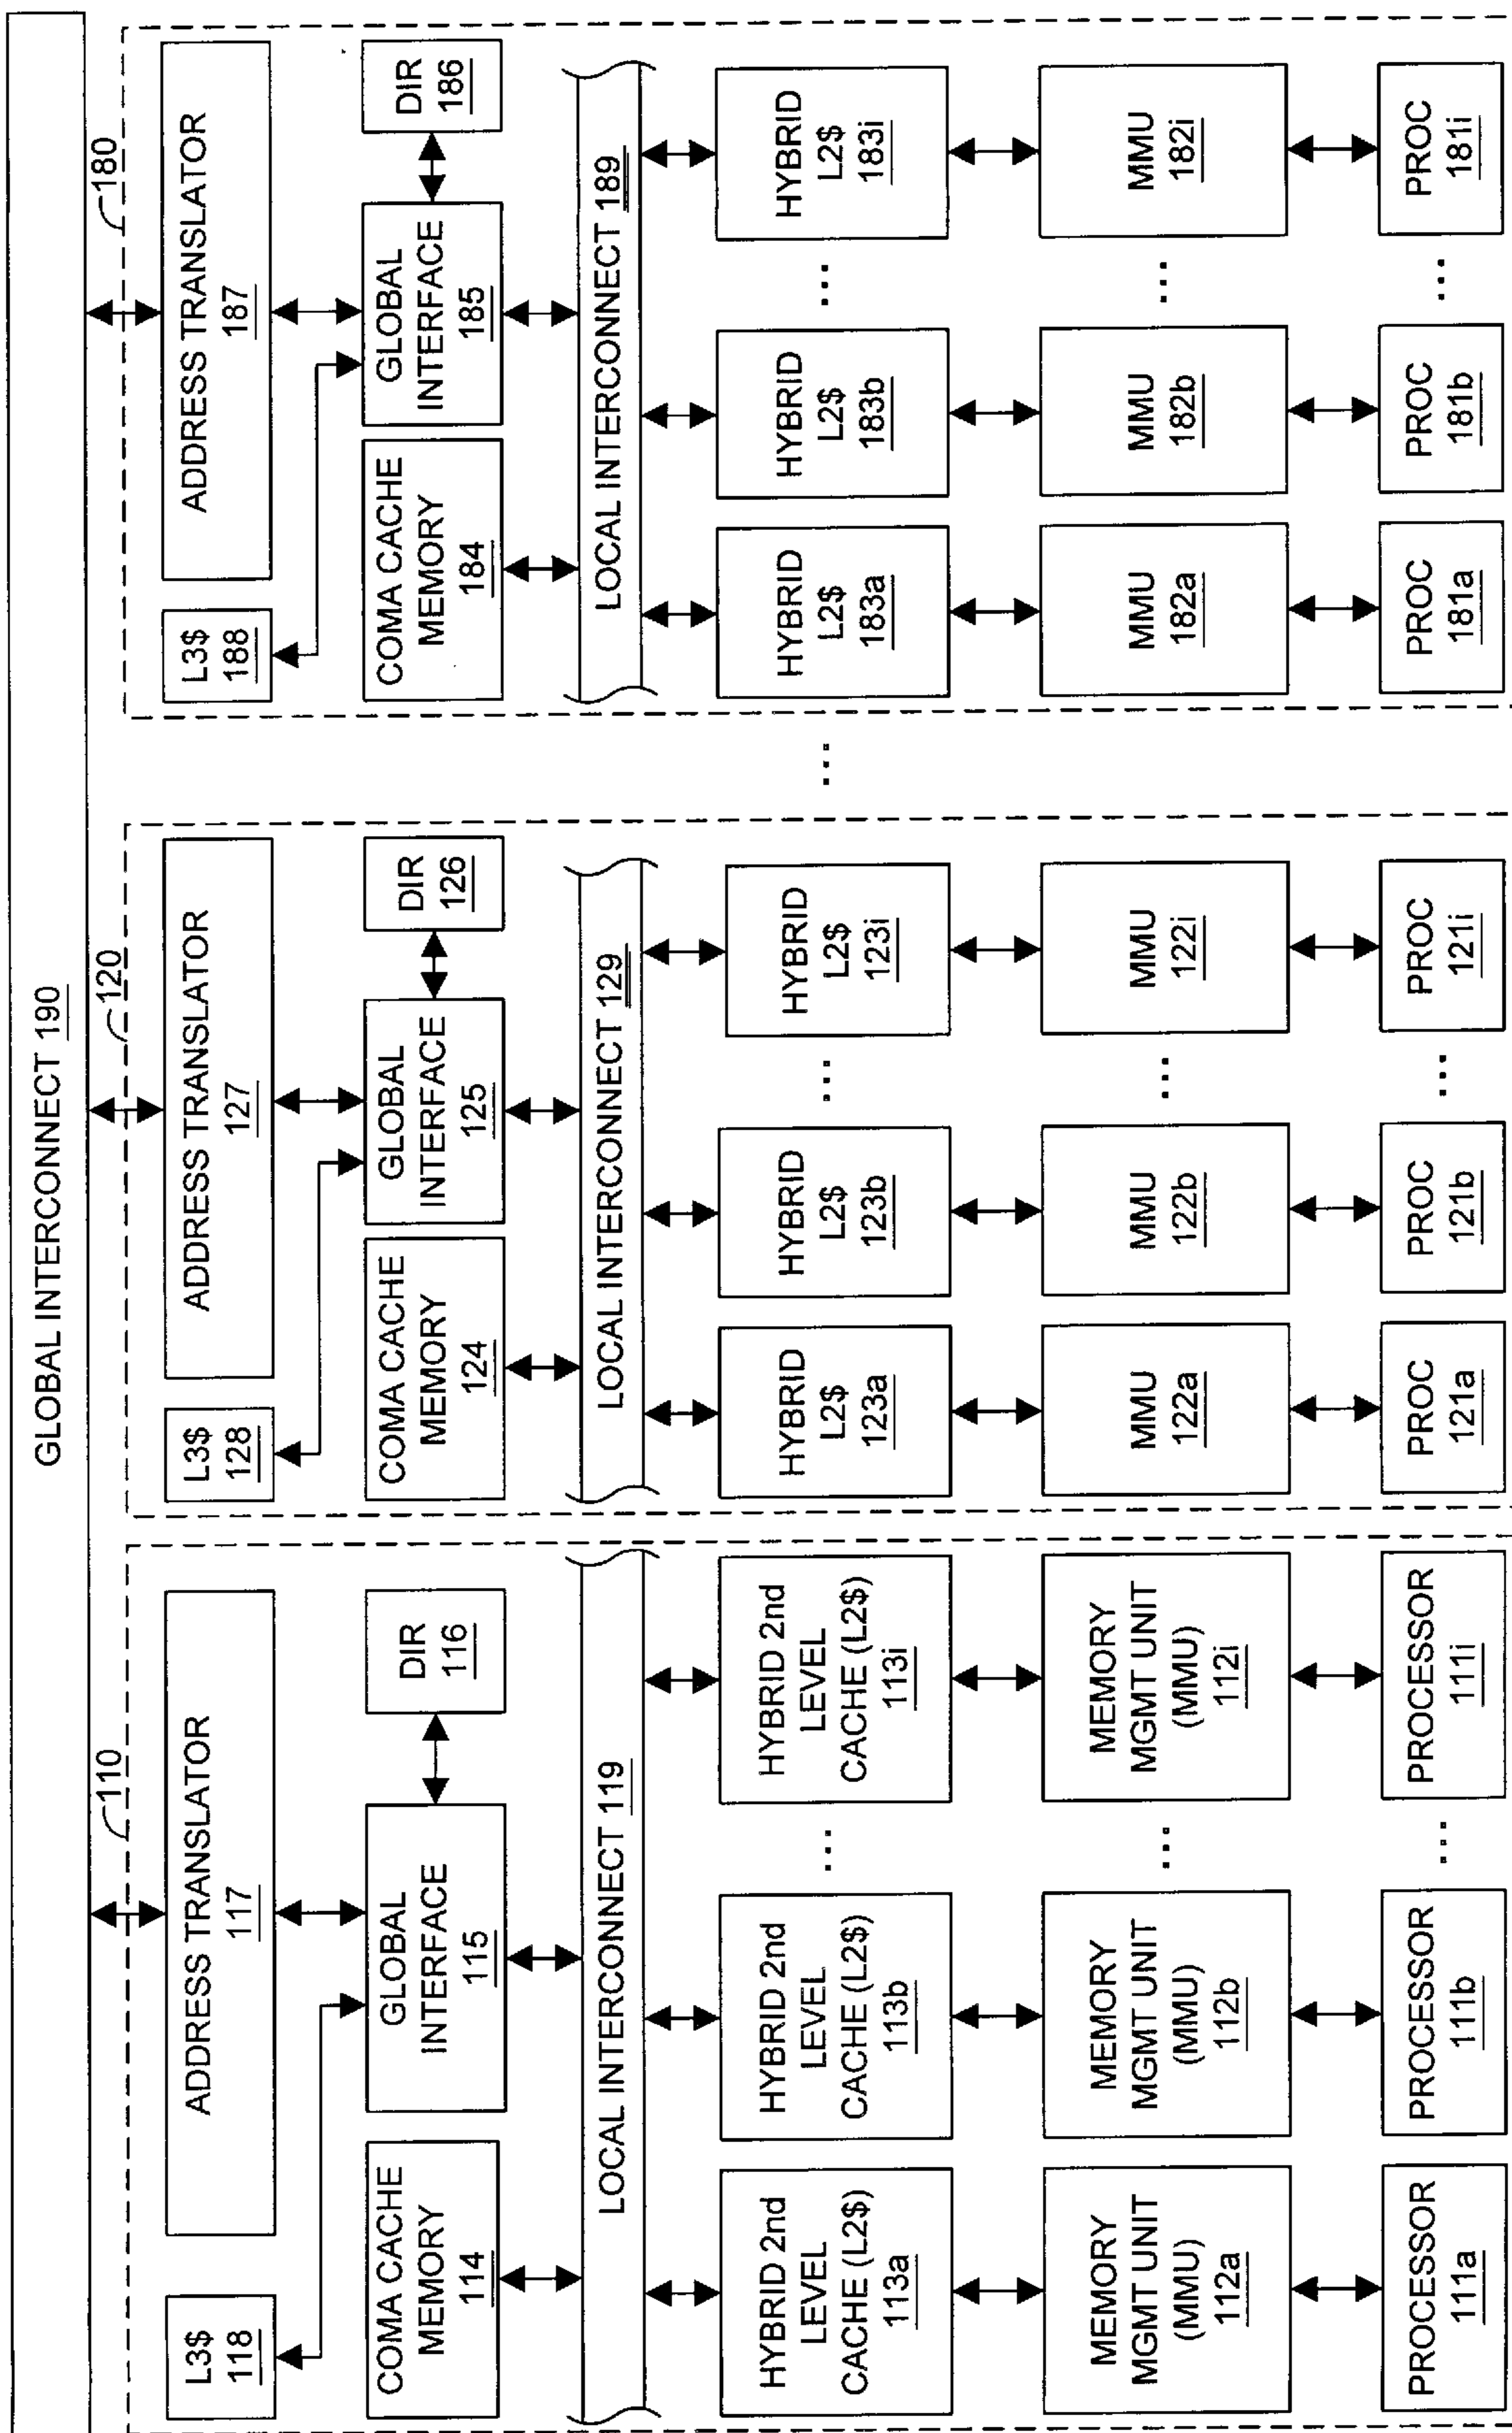 GLOBAL INTERCONNECT 190
110
L3$
118
ADDRESS TRANSLATOR
117
COMA CACHE
MEMORY
114
GLOBAL
INTERFACE
115
DIR
116
LOCAL INTERCONNECT 119
HYBRID 2nd
LEVEL
CACHE (L2$)
113a
HYBRID 2nd
LEVEL
CACHE (L2$)
113b
...
HYBRID 2nd
LEVEL
CACHE (L2$)
113i
MEMORY
MGMT UNIT
(MMU)
112a
MEMORY
MGMT UNIT
(MMU)
112b
...
MEMORY
MGMT UNIT
(MMU)
112i
PROCESSOR
111a
PROCESSOR
111b
...
PROCESSOR
111i
120
L3$
128
ADDRESS TRANSLATOR
127
COMA CACHE
MEMORY
124
GLOBAL
INTERFACE
125
DIR
126
LOCAL INTERCONNECT 129
HYBRID
L2$
123a
HYBRID
L2$
123b
...
HYBRID
L2$
123i
MMU
122a
MMU
122b
...
MMU
122i
PROC
121a
PROC
121b
...
PROC
121i
...
180
L3$
188
ADDRESS TRANSLATOR
187
COMA CACHE
MEMORY
184
GLOBAL
INTERFACE
185
DIR
186
LOCAL INTERCONNECT 189
HYBRID
L2$
183a
HYBRID
L2$
183b
...
HYBRID
L2$
183i
MMU
182a
MMU
182b
...
MMU
182i
PROC
181a
PROC
181b
...
PROC
181i